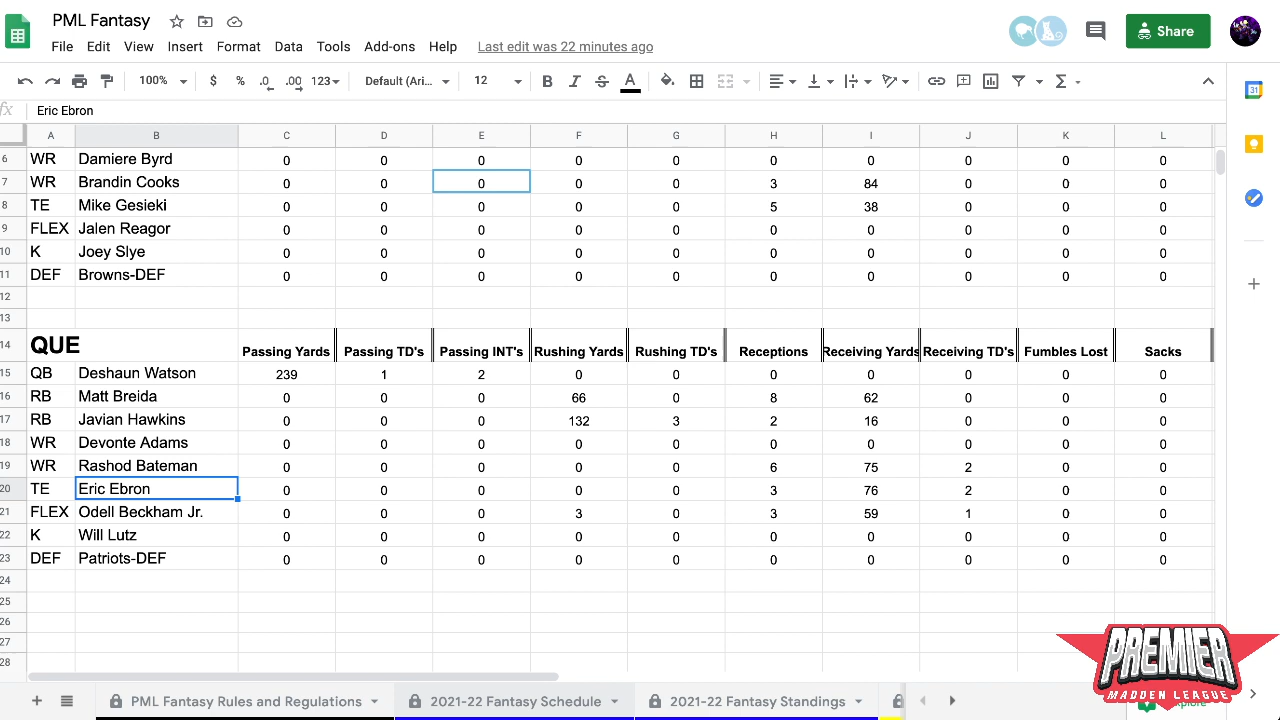 PML Fantasy
File Edit View Insert Format Data Tools Add-ons Help Last edit was 22 minutes ago
Share
100% $ % .0 .00 123 Default (Ari... 12 B I S A
31
fx Eric Ebron
A B C D E F G H I J K L
6 WR Damiere Byrd 0 0 0 0 0 0 0 0 0 0
7 WR Brandin Cooks 0 0 0 0 0 3 84 0 0 0
8 TE Mike Gesieki 0 0 0 0 0 5 38 0 0 0
9 FLEX Jalen Reagor 0 0 0 0 0 0 0 0 0 0
10 K Joey Slye 0 0 0 0 0 0 0 0 0 0
11 DEF Browns-DEF 0 0 0 0 0 0 0 0 0 0
12
13
14 QUE Passing Yards Passing TD's Passing INT's Rushing Yards Rushing TD's Receptions Receiving Yards Receiving TD's Fumbles Lost Sacks
15 QB Deshaun Watson 239 1 2 0 0 0 0 0 0 0
16 RB Matt Breida 0 0 0 66 0 8 62 0 0 0
17 RB Javian Hawkins 0 0 0 132 3 2 16 0 0 0
18 WR Devonte Adams 0 0 0 0 0 0 0 0 0 0
19 WR Rashod Bateman 0 0 0 0 0 6 75 2 0 0
20 TE Eric Ebron 0 0 0 0 0 3 76 2 0 0
21 FLEX Odell Beckham Jr. 0 0 0 3 0 3 59 1 0 0
22 K Will Lutz 0 0 0 0 0 0 0 0 0 0
23 DEF Patriots-DEF 0 0 0 0 0 0 0 0 0 0
24
25
26
27
28
PREMIER
MADDEN LEAGUE
PML Fantasy Rules and Regulations 2021-22 Fantasy Schedule 2021-22 Fantasy Standings